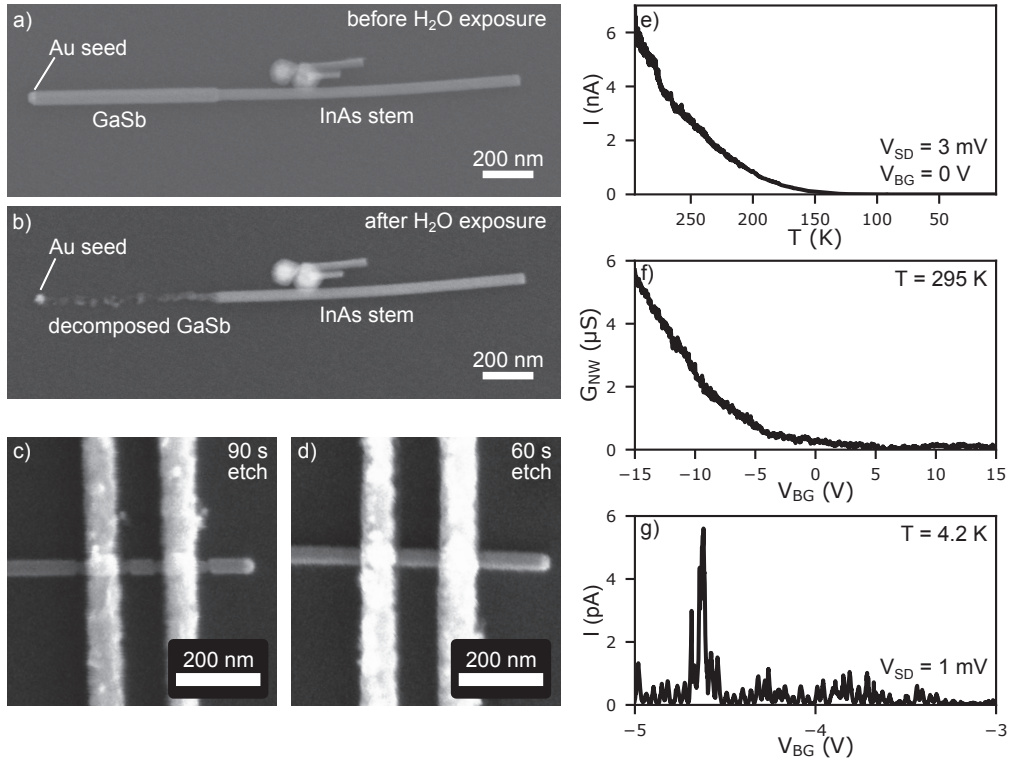 a)
before H₂O exposure
Au seed
GaSb
InAs stem
200 nm
b)
after H₂O exposure
Au seed
decomposed GaSb
InAs stem
200 nm
c)
90 s
etch
200 nm
d)
60 s
etch
200 nm
e)
6
4
2
0
I (nA)
V_SD = 3 mV
V_BG = 0 V
250 200 150 100 50
T (K)
f)
T = 295 K
6
4
2
0
G_NW (μS)
−15 −10 −5 0 5 10 15
V_BG (V)
g)
T = 4.2 K
6
4
2
0
I (pA)
V_SD = 1 mV
−5 −4 −3
V_BG (V)